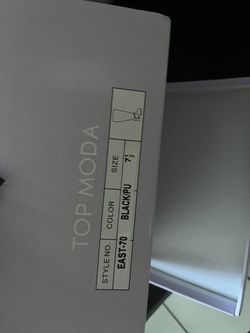 TOP MODA
STYLE NO. COLOR SIZE
EAST-70 BLACK/PU 7½